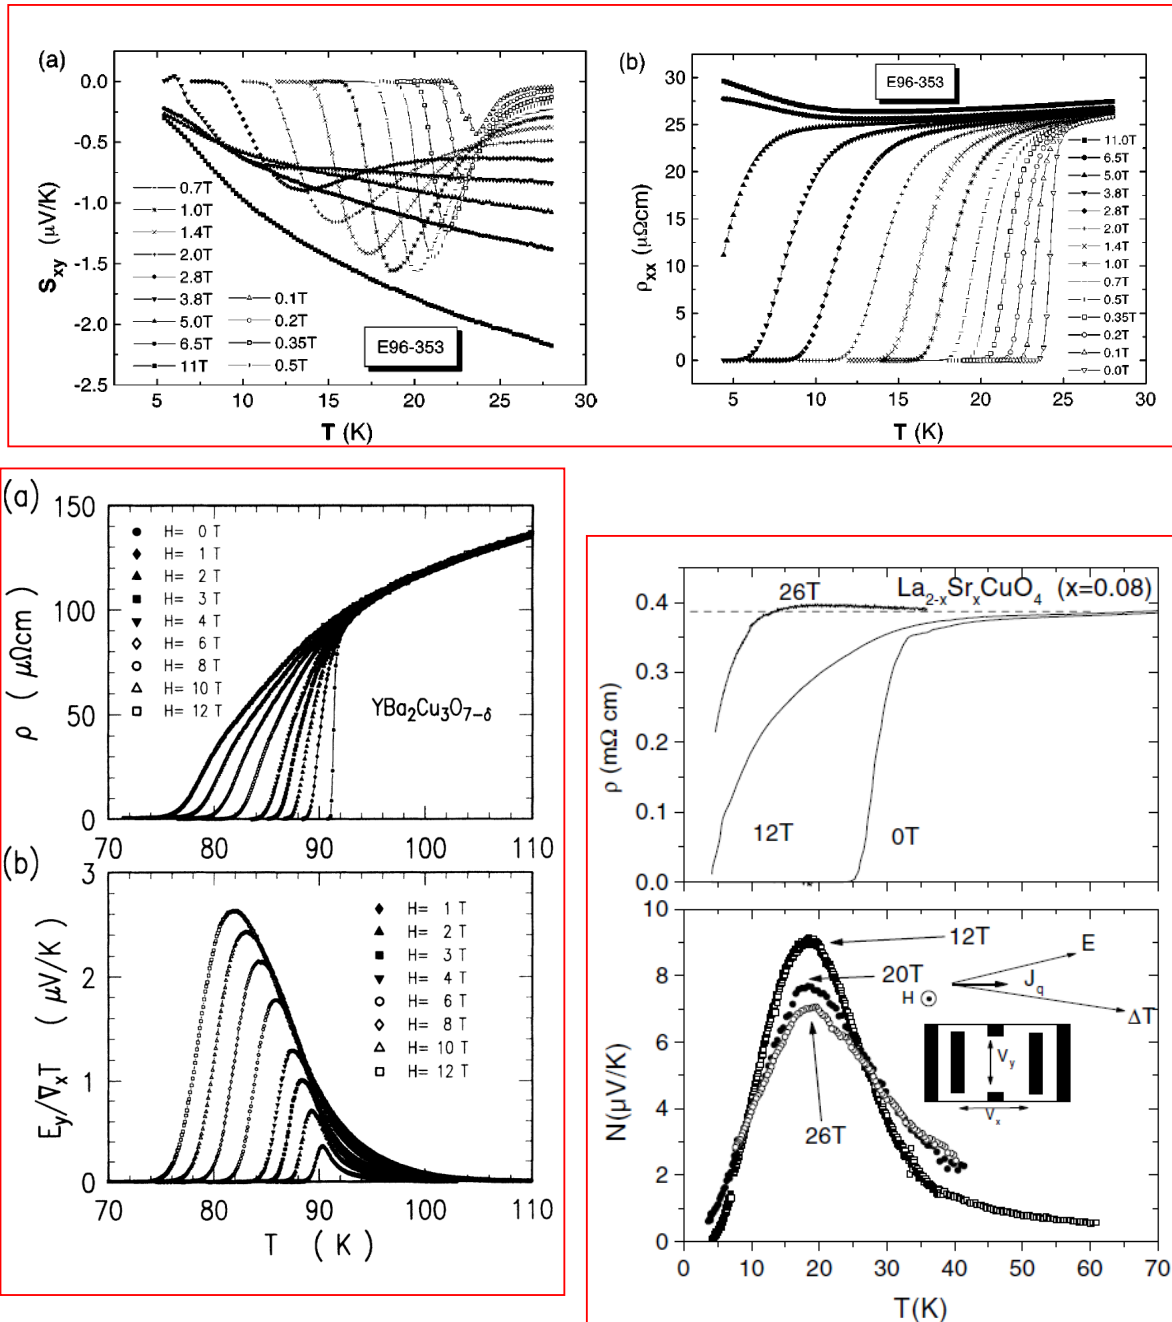 (a)
E96-353
0.0
-0.5
-1.0
-1.5
-2.0
-2.5
S_xy (μV/K)
0.7T
1.0T
1.4T
2.0T
2.8T
3.8T
5.0T
6.5T
11T
0.1T
0.2T
0.35T
0.5T
5 10 15 20 25 30
T (K)
(b)
E96-353
30
25
20
15
10
5
0
ρ_xx (μΩcm)
11.0T
6.5T
5.0T
3.8T
2.8T
2.0T
1.4T
1.0T
0.7T
0.5T
0.35T
0.2T
0.1T
0.0T
5 10 15 20 25 30
T (K)
(a)
150
100
50
0
ρ ( μΩcm )
H= 0 T
H= 1 T
H= 2 T
H= 3 T
H= 4 T
H= 6 T
H= 8 T
H= 10 T
H= 12 T
YBa₂Cu₃O₇₋δ
70 80 90 100 110
(b)
3
2
1
0
E_y/∇_xT ( μV/K )
H= 1 T
H= 2 T
H= 3 T
H= 4 T
H= 6 T
H= 8 T
H= 10 T
H= 12 T
70 80 90 100 110
T ( K )
La₂₋ₓSrₓCuO₄ (x=0.08)
26T
12T
0T
0.4
0.3
0.2
0.1
0.0
ρ (mΩ cm)
10
8
6
4
2
0
N(μV/K)
12T
20T
26T
E
J_q
H
ΔT
V_y
V_x
0 10 20 30 40 50 60 70
T(K)